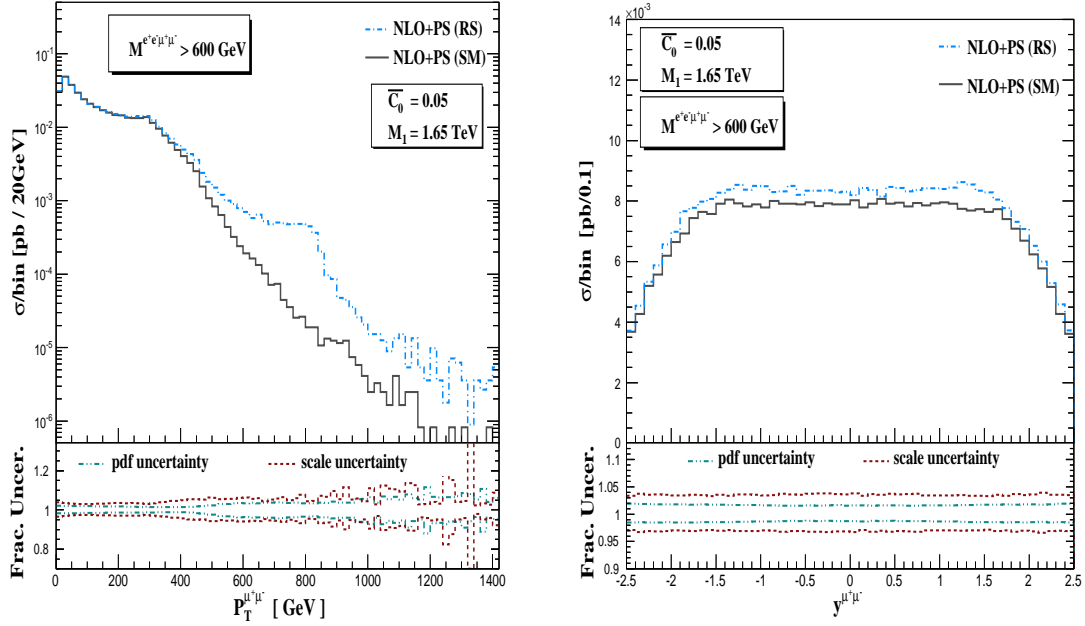 NLO+PS (RS)
NLO+PS (SM)
M^{e⁺e⁻μ⁺μ⁻} > 600 GeV
\overline{C_0} = 0.05
M_1 = 1.65 TeV
σ/bin [pb / 20GeV]
10⁻¹
10⁻²
10⁻³
10⁻⁴
10⁻⁵
10⁻⁶
pdf uncertainty
scale uncertainty
Frac. Uncer.
1.2
1
0.8
0 200 400 600 800 1000 1200 1400
P_T^{μ⁺μ⁻} [ GeV ]
×10⁻³
\overline{C_0} = 0.05
M_1 = 1.65 TeV
M^{e⁺e⁻μ⁺μ⁻} > 600 GeV
NLO+PS (RS)
NLO+PS (SM)
σ/bin [pb/0.1]
14
12
10
8
6
4
2
0
pdf uncertainty
scale uncertainty
Frac. Uncer.
1.1
1.05
1
0.95
0.9
-2.5 -2 -1.5 -1 -0.5 0 0.5 1 1.5 2 2.5
y^{μ⁺μ⁻}